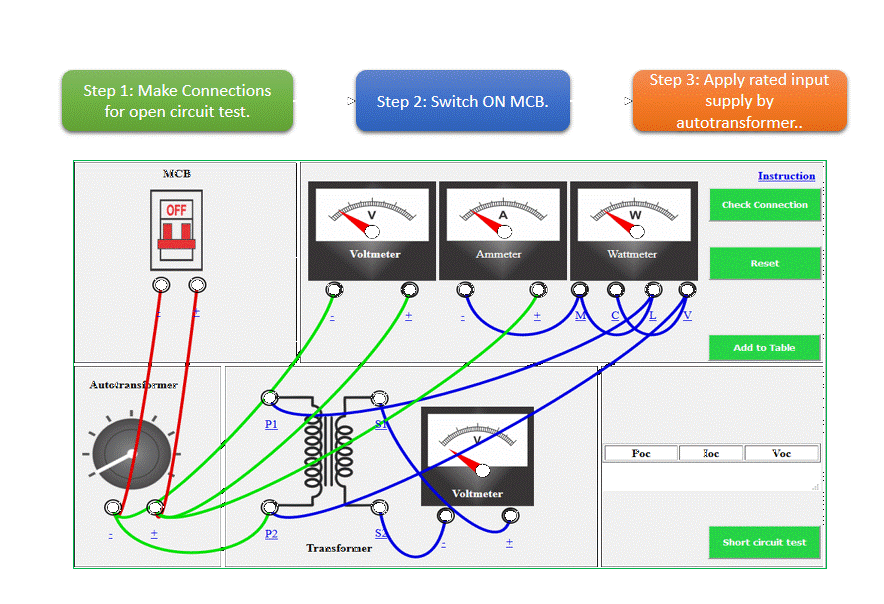 Step 1: Make Connections
for open circuit test.
Step 2: Switch ON MCB.
Step 3: Apply rated input
supply by
autotransformer..
MCB
OFF
- +
V
Voltmeter
- +
A
Ammeter
- +
W
Wattmeter
M C L V
Instruction
Check Connection
Reset
Add to Table
Autotransformer
- +
P1 S1
P2 S2
Transformer
V
Voltmeter
- +
Poc Ioc Voc
Short circuit test